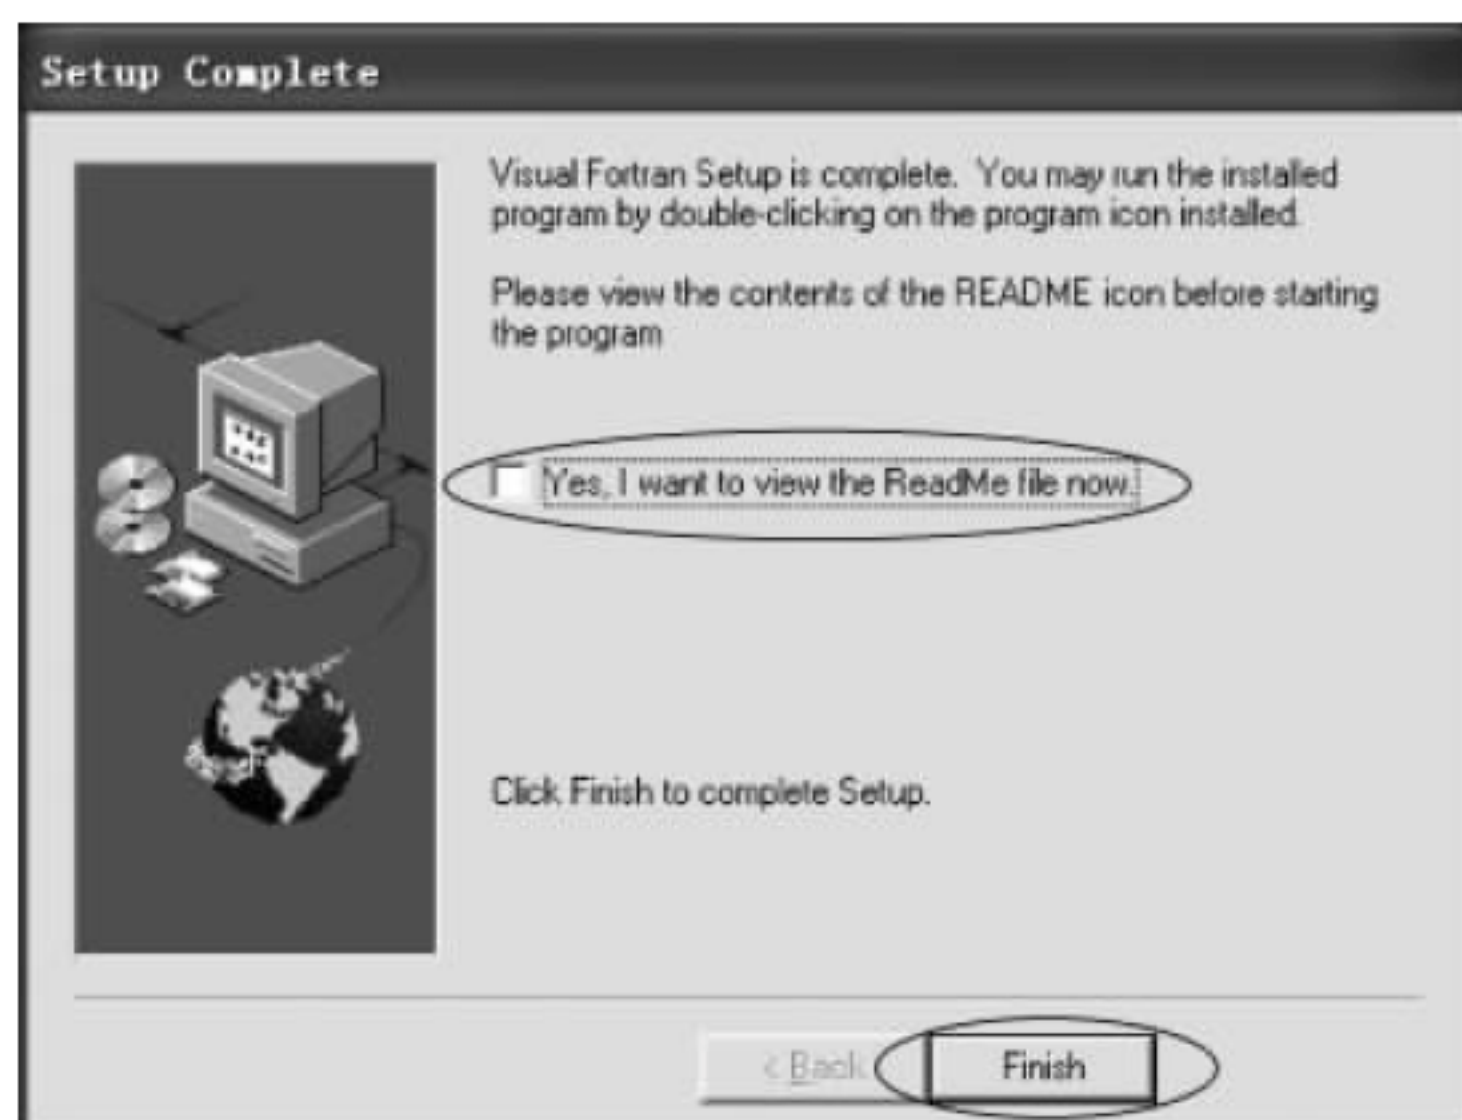 Setup Complete
Visual Fortran Setup is complete. You may run the installed
program by double-clicking on the program icon installed.
Please view the contents of the README icon before starting
the program
Yes, I want to view the ReadMe file now.
Click Finish to complete Setup.
< Back
Finish